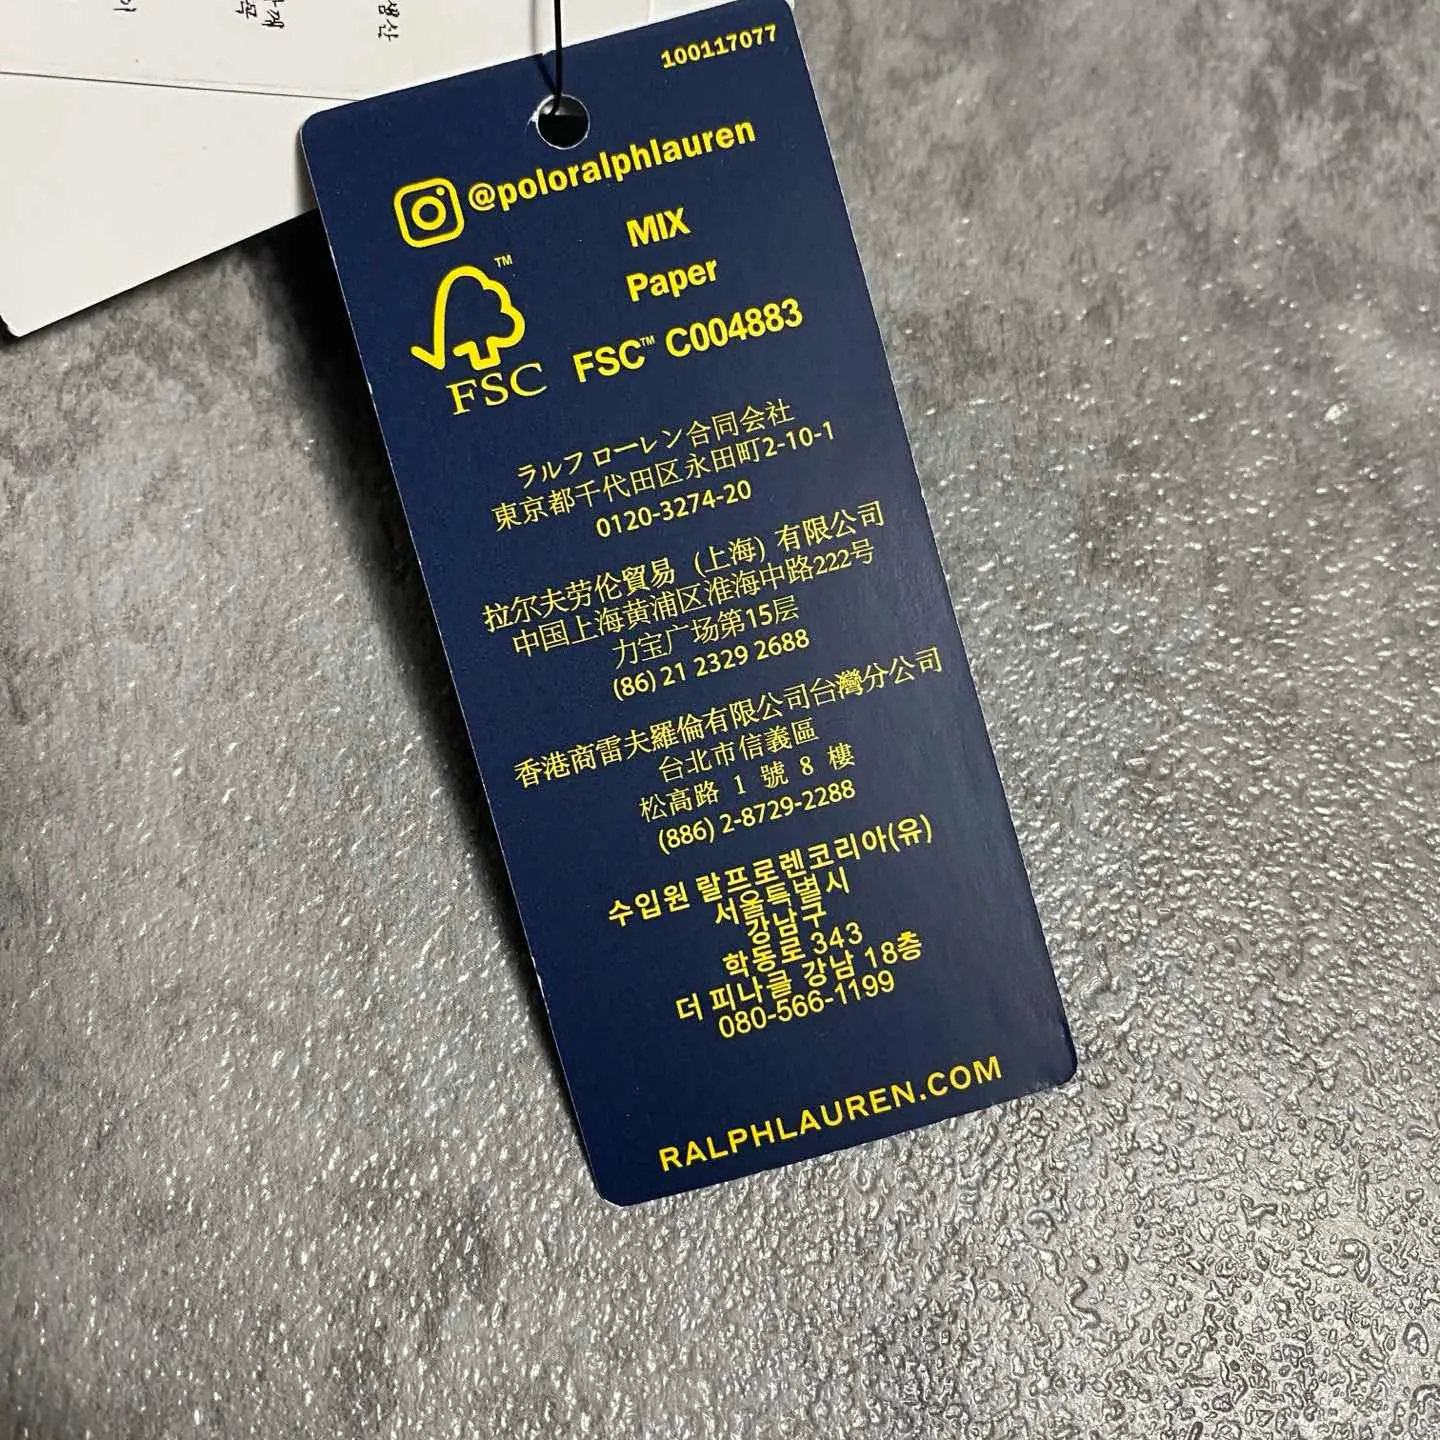 100117077
@poloralphlauren
MIX
Paper
FSC™ C004883
TM
FSC
ラルフ ローレン合同会社
東京都千代田区永田町2-10-1
0120-3274-20
拉尔夫劳伦貿易 (上海) 有限公司
中国上海黄浦区淮海中路222号
力宝广场第15层
(86) 21 2329 2688
香港商雷夫羅倫有限公司台灣分公司
台北市信義區
松高路 1 號 8 樓
(886) 2-8729-2288
수입원 랄프로렌코리아(유)
서울특별시
강남구
학동로 343
더 피나클 강남 18층
080-566-1199
RALPHLAUREN.COM